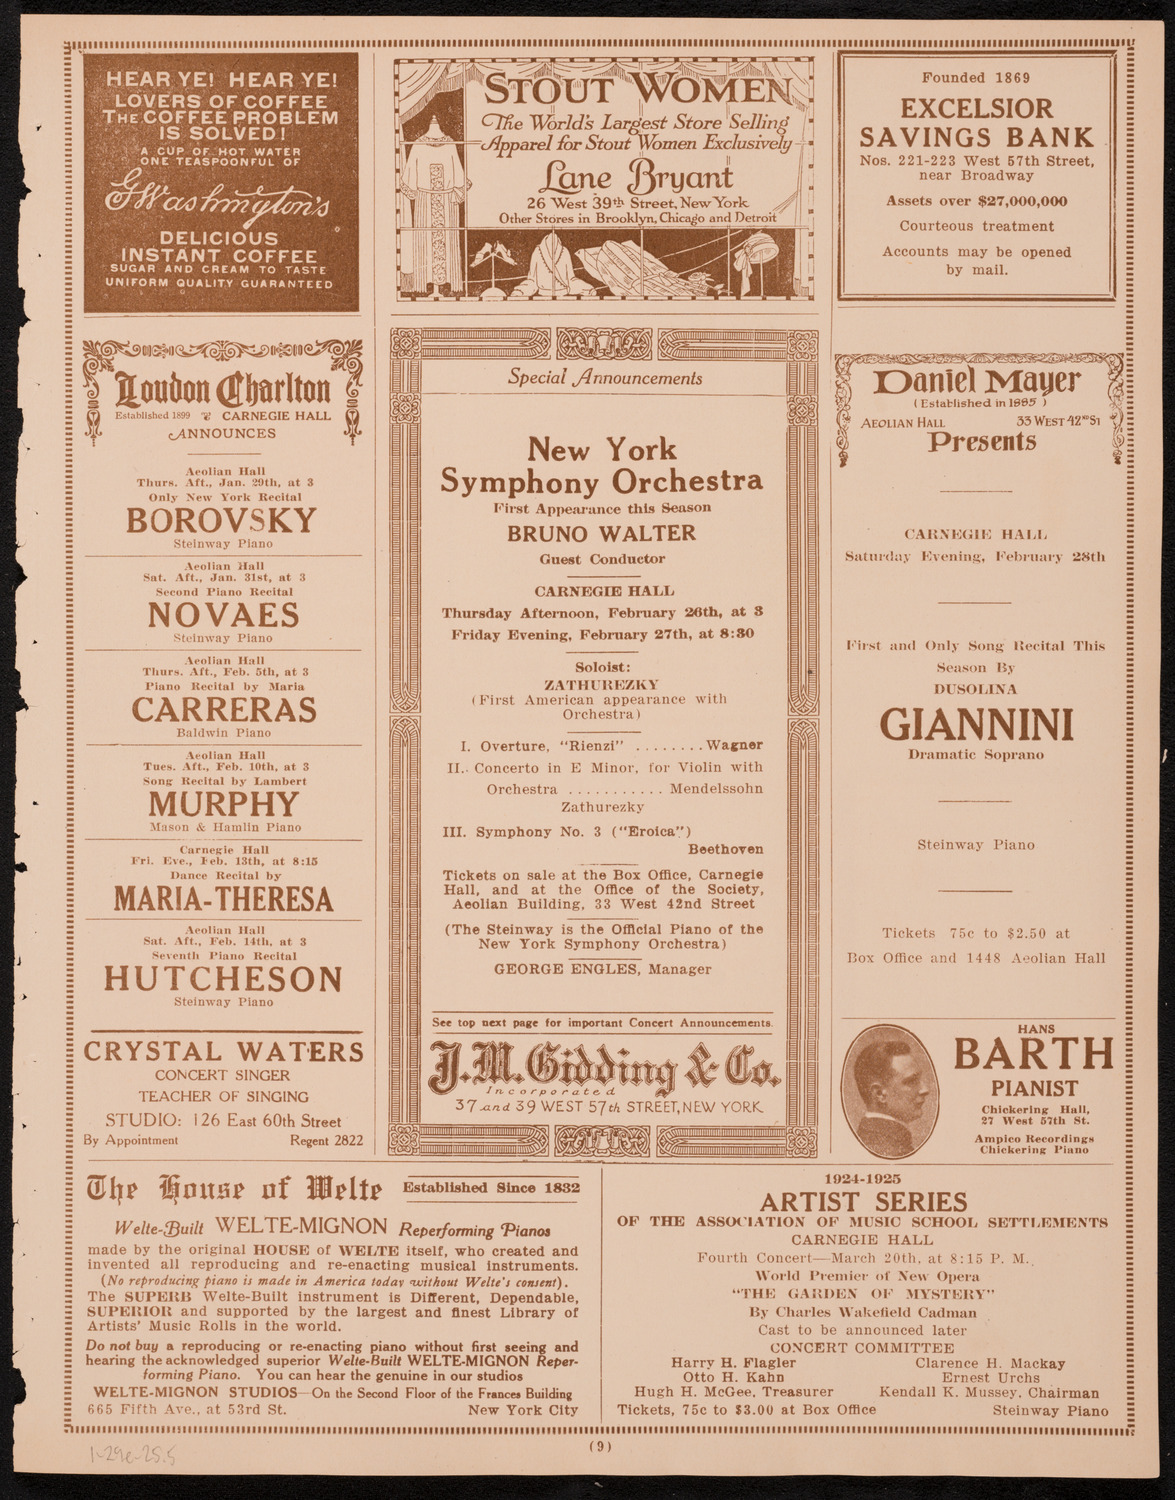 HEAR YE! HEAR YE!
LOVERS OF COFFEE
THE COFFEE PROBLEM
IS SOLVED!
A CUP OF HOT WATER
ONE TEASPOONFUL OF
G Washington's
DELICIOUS
INSTANT COFFEE
SUGAR AND CREAM TO TASTE
UNIFORM QUALITY GUARANTEED
STOUT WOMEN
The World's Largest Store Selling
Apparel for Stout Women Exclusively
Lane Bryant
26 West 39th Street, New York
Other Stores in Brooklyn, Chicago and Detroit
Founded 1869
EXCELSIOR
SAVINGS BANK
Nos. 221-223 West 57th Street,
near Broadway
Assets over $27,000,000
Courteous treatment
Accounts may be opened
by mail.
Loudon Charlton
Established 1899 CARNEGIE HALL
ANNOUNCES
Aeolian Hall
Thurs. Aft., Jan. 29th, at 3
Only New York Recital
BOROVSKY
Steinway Piano
Aeolian Hall
Sat. Aft., Jan. 31st, at 3
Second Piano Recital
NOVAES
Steinway Piano
Aeolian Hall
Thurs. Aft., Feb. 5th, at 3
Piano Recital by Maria
CARRERAS
Baldwin Piano
Aeolian Hall
Tues. Aft., Feb. 10th, at 3
Song Recital by Lambert
MURPHY
Mason & Hamlin Piano
Carnegie Hall
Fri. Eve., Feb. 13th, at 8:15
Dance Recital by
MARIA-THERESA
Aeolian Hall
Sat. Aft., Feb. 14th, at 3
Seventh Piano Recital
HUTCHESON
Steinway Piano
CRYSTAL WATERS
CONCERT SINGER
TEACHER OF SINGING
STUDIO: 126 East 60th Street
By Appointment Regent 2822
Special Announcements
New York
Symphony Orchestra
First Appearance this Season
BRUNO WALTER
Guest Conductor
CARNEGIE HALL
Thursday Afternoon, February 26th, at 3
Friday Evening, February 27th, at 8:30
Soloist:
ZATHUREZKY
(First American appearance with
Orchestra)
I. Overture, "Rienzi" ........Wagner
II. Concerto in E Minor, for Violin with
Orchestra ........... Mendelssohn
Zathurezky
III. Symphony No. 3 ("Eroica")
Beethoven
Tickets on sale at the Box Office, Carnegie
Hall, and at the Office of the Society,
Aeolian Building, 33 West 42nd Street
(The Steinway is the Official Piano of the
New York Symphony Orchestra)
GEORGE ENGLES, Manager
See top next page for important Concert Announcements.
J.M. Gidding & Co.
Incorporated
37 and 39 WEST 57th STREET, NEW YORK
Daniel Mayer
(Established in 1885)
AEOLIAN HALL 33 WEST 42ND ST
Presents
CARNEGIE HALL
Saturday Evening, February 28th
First and Only Song Recital This
Season By
DUSOLINA
GIANNINI
Dramatic Soprano
Steinway Piano
Tickets 75c to $2.50 at
Box Office and 1448 Aeolian Hall
HANS
BARTH
PIANIST
Chickering Hall,
27 West 57th St.
Ampico Recordings
Chickering Piano
The House of Welte Established Since 1832
Welte-Built WELTE-MIGNON Reperforming Pianos
made by the original HOUSE of WELTE itself, who created and
invented all reproducing and re-enacting musical instruments.
(No reproducing piano is made in America today without Welte's consent).
The SUPERB Welte-Built instrument is Different, Dependable,
SUPERIOR and supported by the largest and finest Library of
Artists' Music Rolls in the world.
Do not buy a reproducing or re-enacting piano without first seeing and
hearing the acknowledged superior Welte-Built WELTE-MIGNON Reper-
forming Piano. You can hear the genuine in our studios
WELTE-MIGNON STUDIOS—On the Second Floor of the Frances Building
665 Fifth Ave., at 53rd St. New York City
1924-1925
ARTIST SERIES
OF THE ASSOCIATION OF MUSIC SCHOOL SETTLEMENTS
CARNEGIE HALL
Fourth Concert—March 20th, at 8:15 P. M.
World Premier of New Opera
"THE GARDEN OF MYSTERY"
By Charles Wakefield Cadman
Cast to be announced later
CONCERT COMMITTEE
Harry H. Flagler Clarence H. Mackay
Otto H. Kahn Ernest Urchs
Hugh H. McGee, Treasurer Kendall K. Mussey, Chairman
Tickets, 75c to $3.00 at Box Office Steinway Piano
(9)
1-29e-25.5